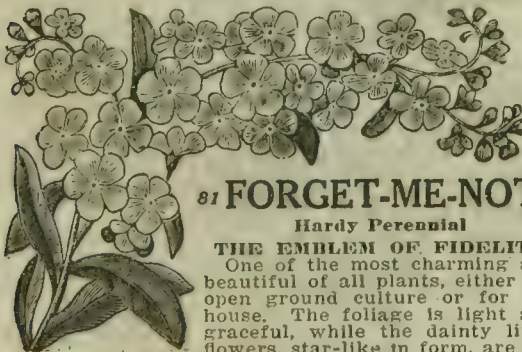 81 FORGET-ME-NOT
Hardy Perennial
THE EMBLEM OF FIDELIT
One of the most charming a
beautiful of all plants, either
open ground culture or for
house. The foliage is light a
graceful, while the dainty li
flowers, star-like in form, are